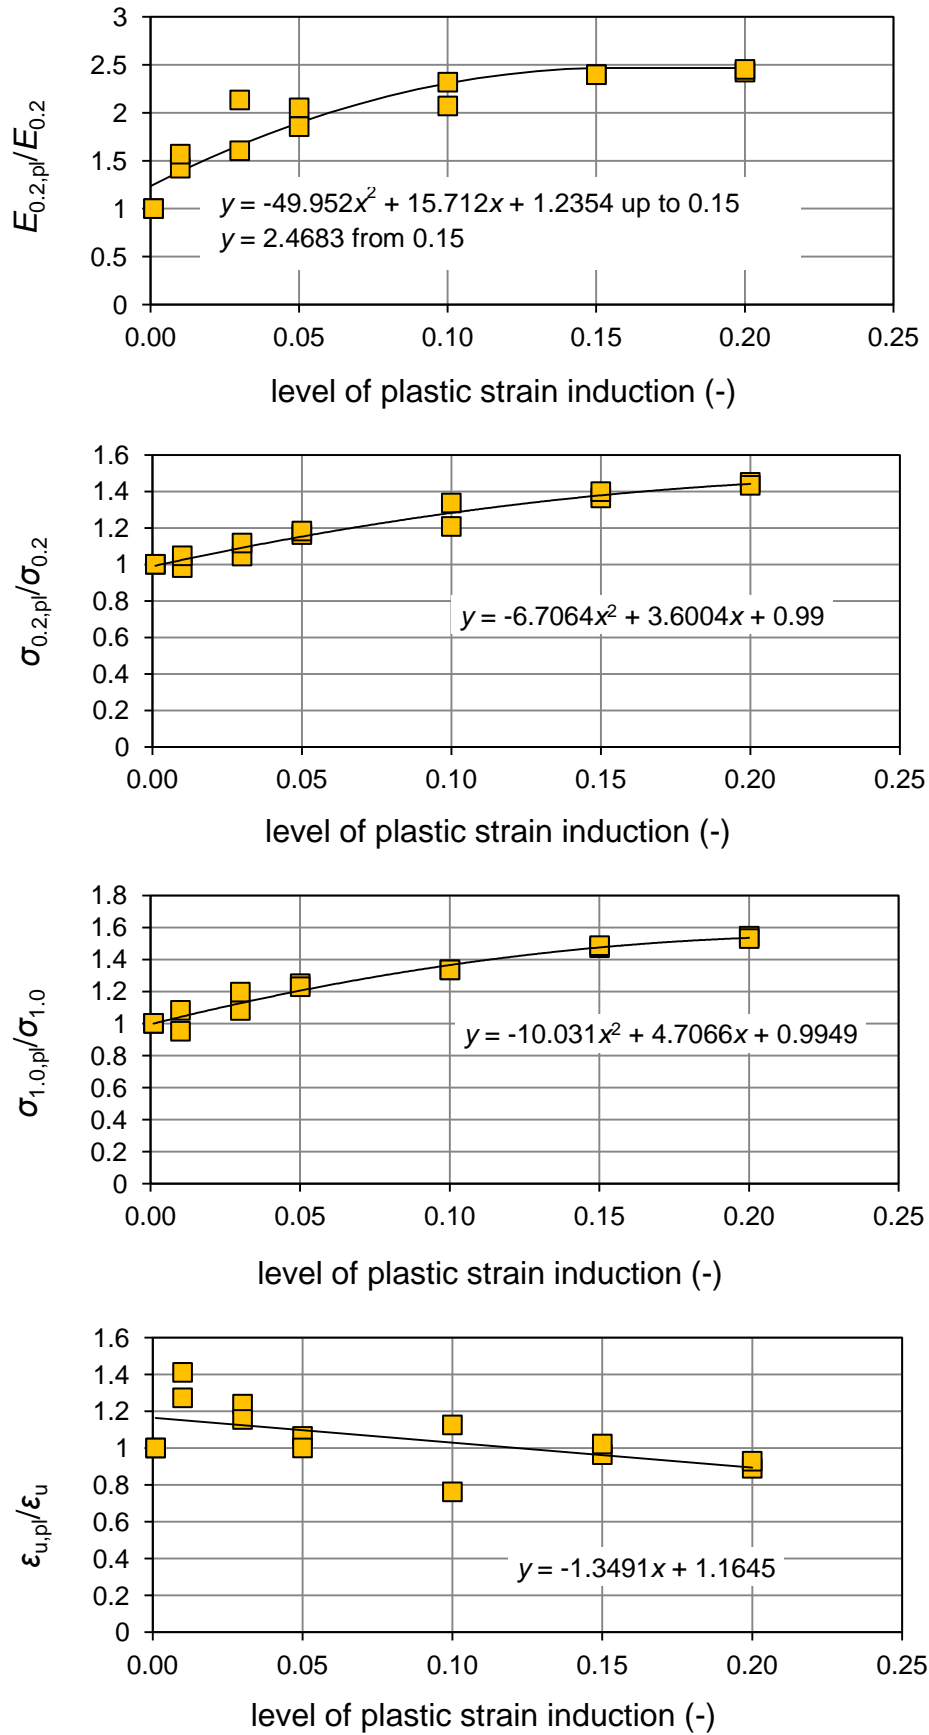 3
2.5
2
1.5
1
0.5
0
E0.2,pl/E0.2
y = -49.952x² + 15.712x + 1.2354 up to 0.15
y = 2.4683 from 0.15
0.00 0.05 0.10 0.15 0.20 0.25
level of plastic strain induction (-)
1.6
1.4
1.2
1
0.8
0.6
0.4
0.2
0
σ0.2,pl/σ0.2
y = -6.7064x² + 3.6004x + 0.99
0.00 0.05 0.10 0.15 0.20 0.25
level of plastic strain induction (-)
1.8
1.6
1.4
1.2
1
0.8
0.6
0.4
0.2
0
σ1.0,pl/σ1.0
y = -10.031x² + 4.7066x + 0.9949
0.00 0.05 0.10 0.15 0.20 0.25
level of plastic strain induction (-)
1.6
1.4
1.2
1
0.8
0.6
0.4
0.2
0
εu,pl/εu
y = -1.3491x + 1.1645
0.00 0.05 0.10 0.15 0.20 0.25
level of plastic strain induction (-)